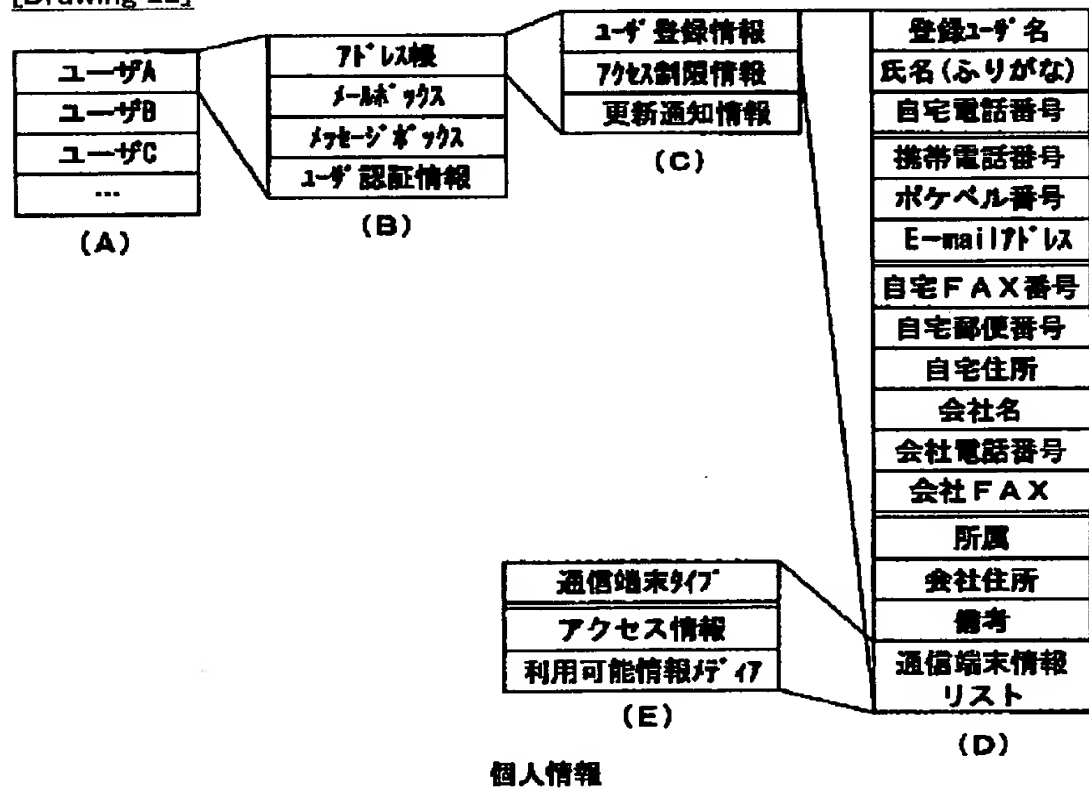 ユーザA
ユーザB
ユーザC
...
(A)
アドレス帳
メールボックス
メッセージボックス
ユーザ認証情報
(B)
ユーザ登録情報
アクセス制限情報
更新通知情報
(C)
登録ユーザ名
氏名(ふりがな)
自宅電話番号
携帯電話番号
ポケベル番号
E-mailアドレス
自宅FAX番号
自宅郵便番号
自宅住所
会社名
会社電話番号
会社FAX
所属
会社住所
備考
通信端末情報
リスト
(D)
通信端末タイプ
アクセス情報
利用可能情報メディア
(E)
個人情報